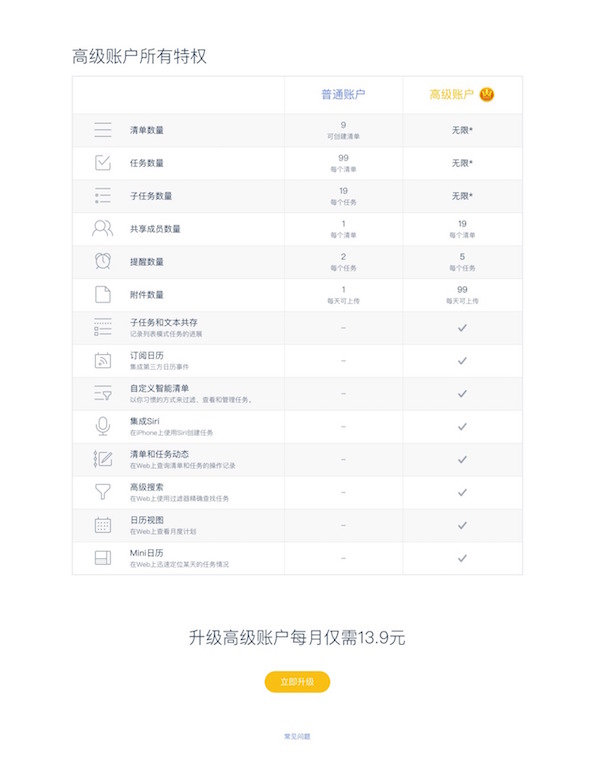 高级账户所有特权
普通账户
高级账户
清单数量
9
可创建清单
无限*
任务数量
99
每个清单
无限*
子任务数量
19
每个任务
无限*
共享成员数量
1
每个清单
19
每个清单
提醒数量
2
每个任务
5
每个任务
附件数量
1
每天可上传
99
每天可上传
子任务和文本共存
记录列表模式任务的进展
–
订阅日历
集成第三方日历事件
–
自定义智能清单
以你习惯的方式来过滤、查看和管理任务。
–
集成Siri
在iPhone上使用Siri创建任务
–
清单和任务动态
在Web上查询清单和任务的操作记录
–
高级搜索
在Web上使用过滤器精确查找任务
–
日历视图
在Web上查看月度计划
–
Mini日历
在Web上迅速定位某天的任务情况
–
升级高级账户每月仅需13.9元
立即升级
常见问题